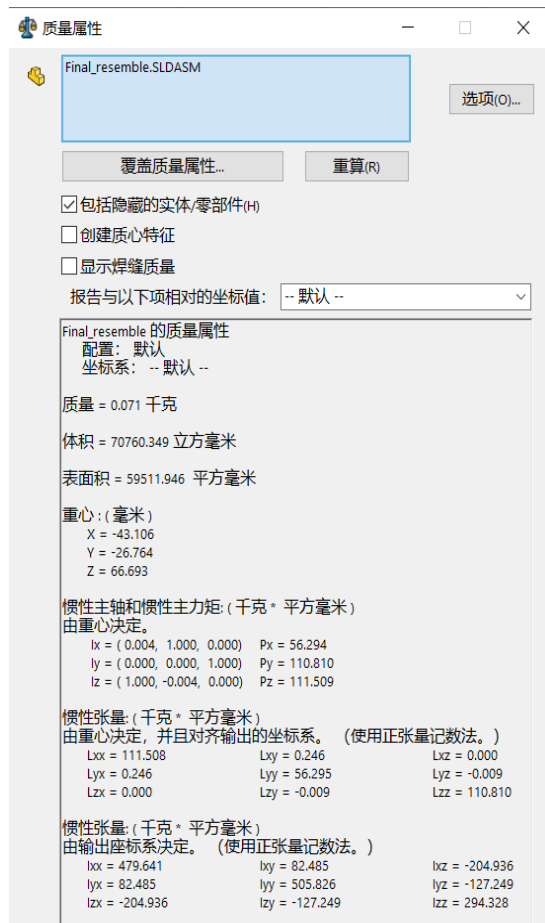 质量属性
Final_resemble.SLDASM
选项(O)...
覆盖质量属性... 重算(R)
包括隐藏的实体/零部件(H)
创建质心特征
显示焊缝质量
报告与以下项相对的坐标值： -- 默认 --
Final_resemble 的质量属性
配置： 默认
坐标系： -- 默认 --
质量 = 0.071 千克
体积 = 70760.349 立方毫米
表面积 = 59511.946 平方毫米
重心 : ( 毫米 )
X = -43.106
Y = -26.764
Z = 66.693
惯性主轴和惯性主力矩: ( 千克 * 平方毫米 )
由重心决定。
Ix = ( 0.004, 1.000, 0.000) Px = 56.294
Iy = ( 0.000, 0.000, 1.000) Py = 110.810
Iz = ( 1.000, -0.004, 0.000) Pz = 111.509
惯性张量: ( 千克 * 平方毫米 )
由重心决定，并且对齐输出的坐标系。 （使用正张量记数法。）
Lxx = 111.508 Lxy = 0.246 Lxz = 0.000
Lyx = 0.246 Lyy = 56.295 Lyz = -0.009
Lzx = 0.000 Lzy = -0.009 Lzz = 110.810
惯性张量: ( 千克 * 平方毫米 )
由输出座标系决定。 （使用正张量记数法。）
Ixx = 479.641 Ixy = 82.485 Ixz = -204.936
Iyx = 82.485 Iyy = 505.826 Iyz = -127.249
Izx = -204.936 Izy = -127.249 Izz = 294.328